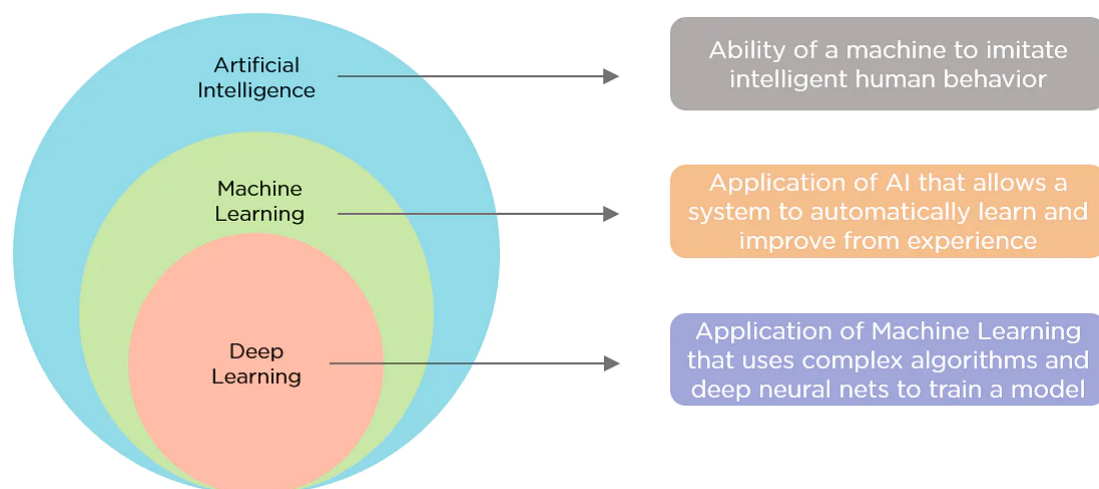 Artificial
Intelligence
Ability of a machine to imitate
intelligent human behavior
Machine
Learning
Application of AI that allows a
system to automatically learn and
improve from experience
Deep
Learning
Application of Machine Learning
that uses complex algorithms and
deep neural nets to train a model